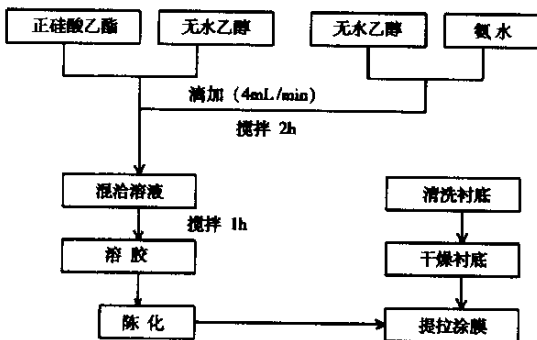 正硅酸乙酯
无水乙醇
无水乙醇
氨水
滴加 (4mL/min)
搅拌 2h
混洽溶液
清洗衬底
搅拌 1h
溶胶
干燥衬底
陈化
提拉涂膜